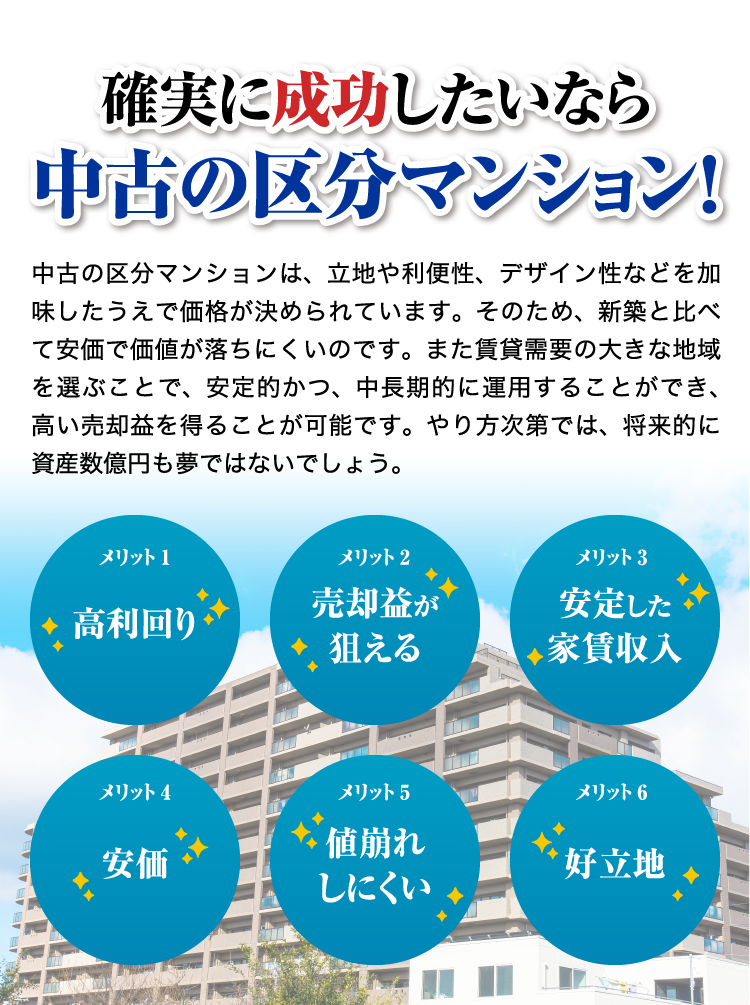 確実に成功したいなら
中古の区分マンション!
中古の区分マンションは、立地や利便性、デザイン性などを加
味したうえで価格が決められています。そのため、新築と比べ
て安価で価値が落ちにくいのです。また賃貸需要の大きな地域
を選ぶことで、安定的かつ、中長期的に運用することができ、
高い売却益を得ることが可能です。やり方次第では、将来的に
資産数億円も夢ではないでしょう。
メリット1
高利回り
メリット2
売却益が
狙える
メリット3
安定した
家賃収入
メリット4
安価
メリット5
値崩れ
しにくい
メリット6
好立地